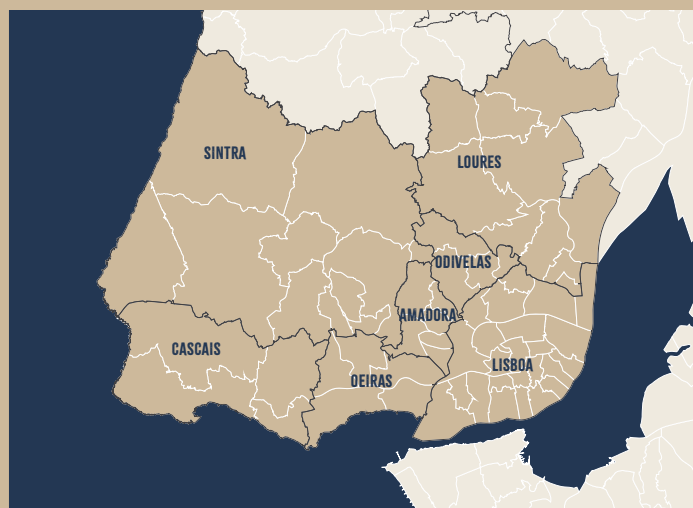 SINTRA
LOURES
ODIVELAS
AMADORA
CASCAIS
LISBOA
OEIRAS